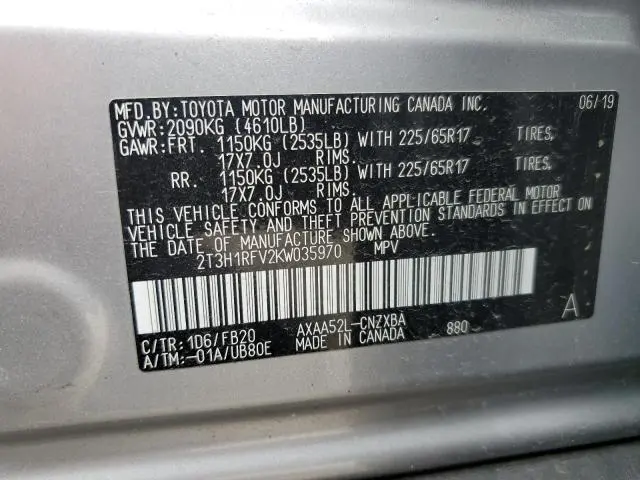 MFD.BY:TOYOTA MOTOR MANUFACTURING CANADA INC. 06/19
GVWR:2090KG (4610LB)
GAWR:FRT. 1150KG (2535LB) WITH 225/65R17 TIRES,
17X7.0J RIMS.
RR. 1150KG (2535LB) WITH 225/65R17 TIRES,
17X7.0J RIMS.
THIS VEHICLE CONFORMS TO ALL APPLICABLE FEDERAL MOTOR
VEHICLE SAFETY AND THEFT PREVENTION STANDARDS IN EFFECT ON
THE DATE OF MANUFACTURE SHOWN ABOVE.
2T3H1RFV2KW035970 MPV
A
C/TR:1D6/FB20 AXAA52L-CNZXBA 880
A/TM:-01A/UB80E MADE IN CANADA